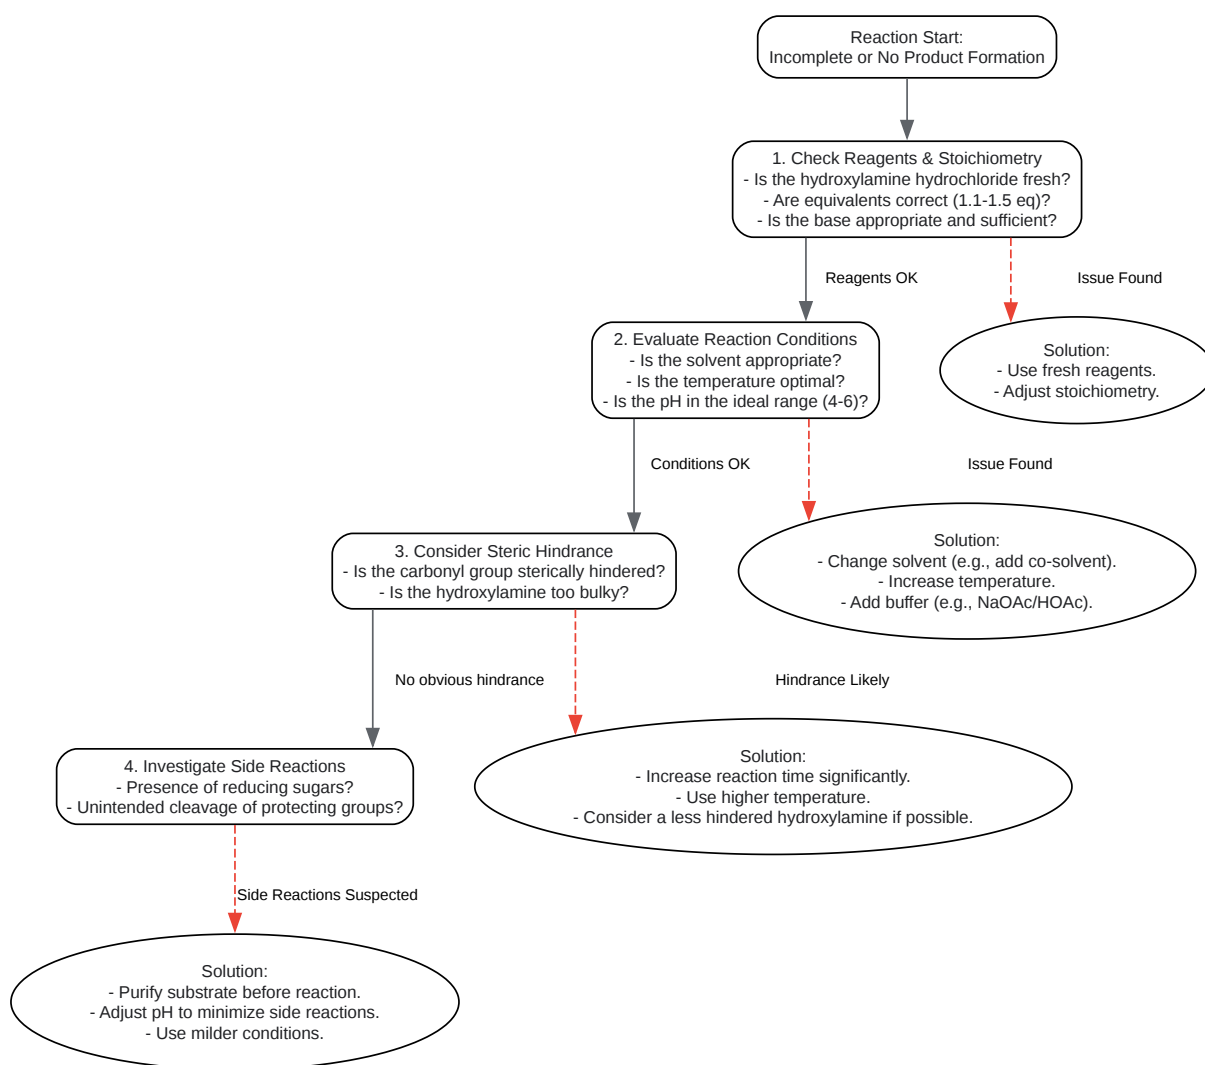 Reaction Start:
Incomplete or No Product Formation
1. Check Reagents & Stoichiometry
- Is the hydroxylamine hydrochloride fresh?
- Are equivalents correct (1.1-1.5 eq)?
- Is the base appropriate and sufficient?
Reagents OK
Issue Found
2. Evaluate Reaction Conditions
- Is the solvent appropriate?
- Is the temperature optimal?
- Is the pH in the ideal range (4-6)?
Solution:
- Use fresh reagents.
- Adjust stoichiometry.
Conditions OK
Issue Found
3. Consider Steric Hindrance
- Is the carbonyl group sterically hindered?
- Is the hydroxylamine too bulky?
Solution:
- Change solvent (e.g., add co-solvent).
- Increase temperature.
- Add buffer (e.g., NaOAc/HOAc).
No obvious hindrance
Hindrance Likely
4. Investigate Side Reactions
- Presence of reducing sugars?
- Unintended cleavage of protecting groups?
Solution:
- Increase reaction time significantly.
- Use higher temperature.
- Consider a less hindered hydroxylamine if possible.
Side Reactions Suspected
Solution:
- Purify substrate before reaction.
- Adjust pH to minimize side reactions.
- Use milder conditions.